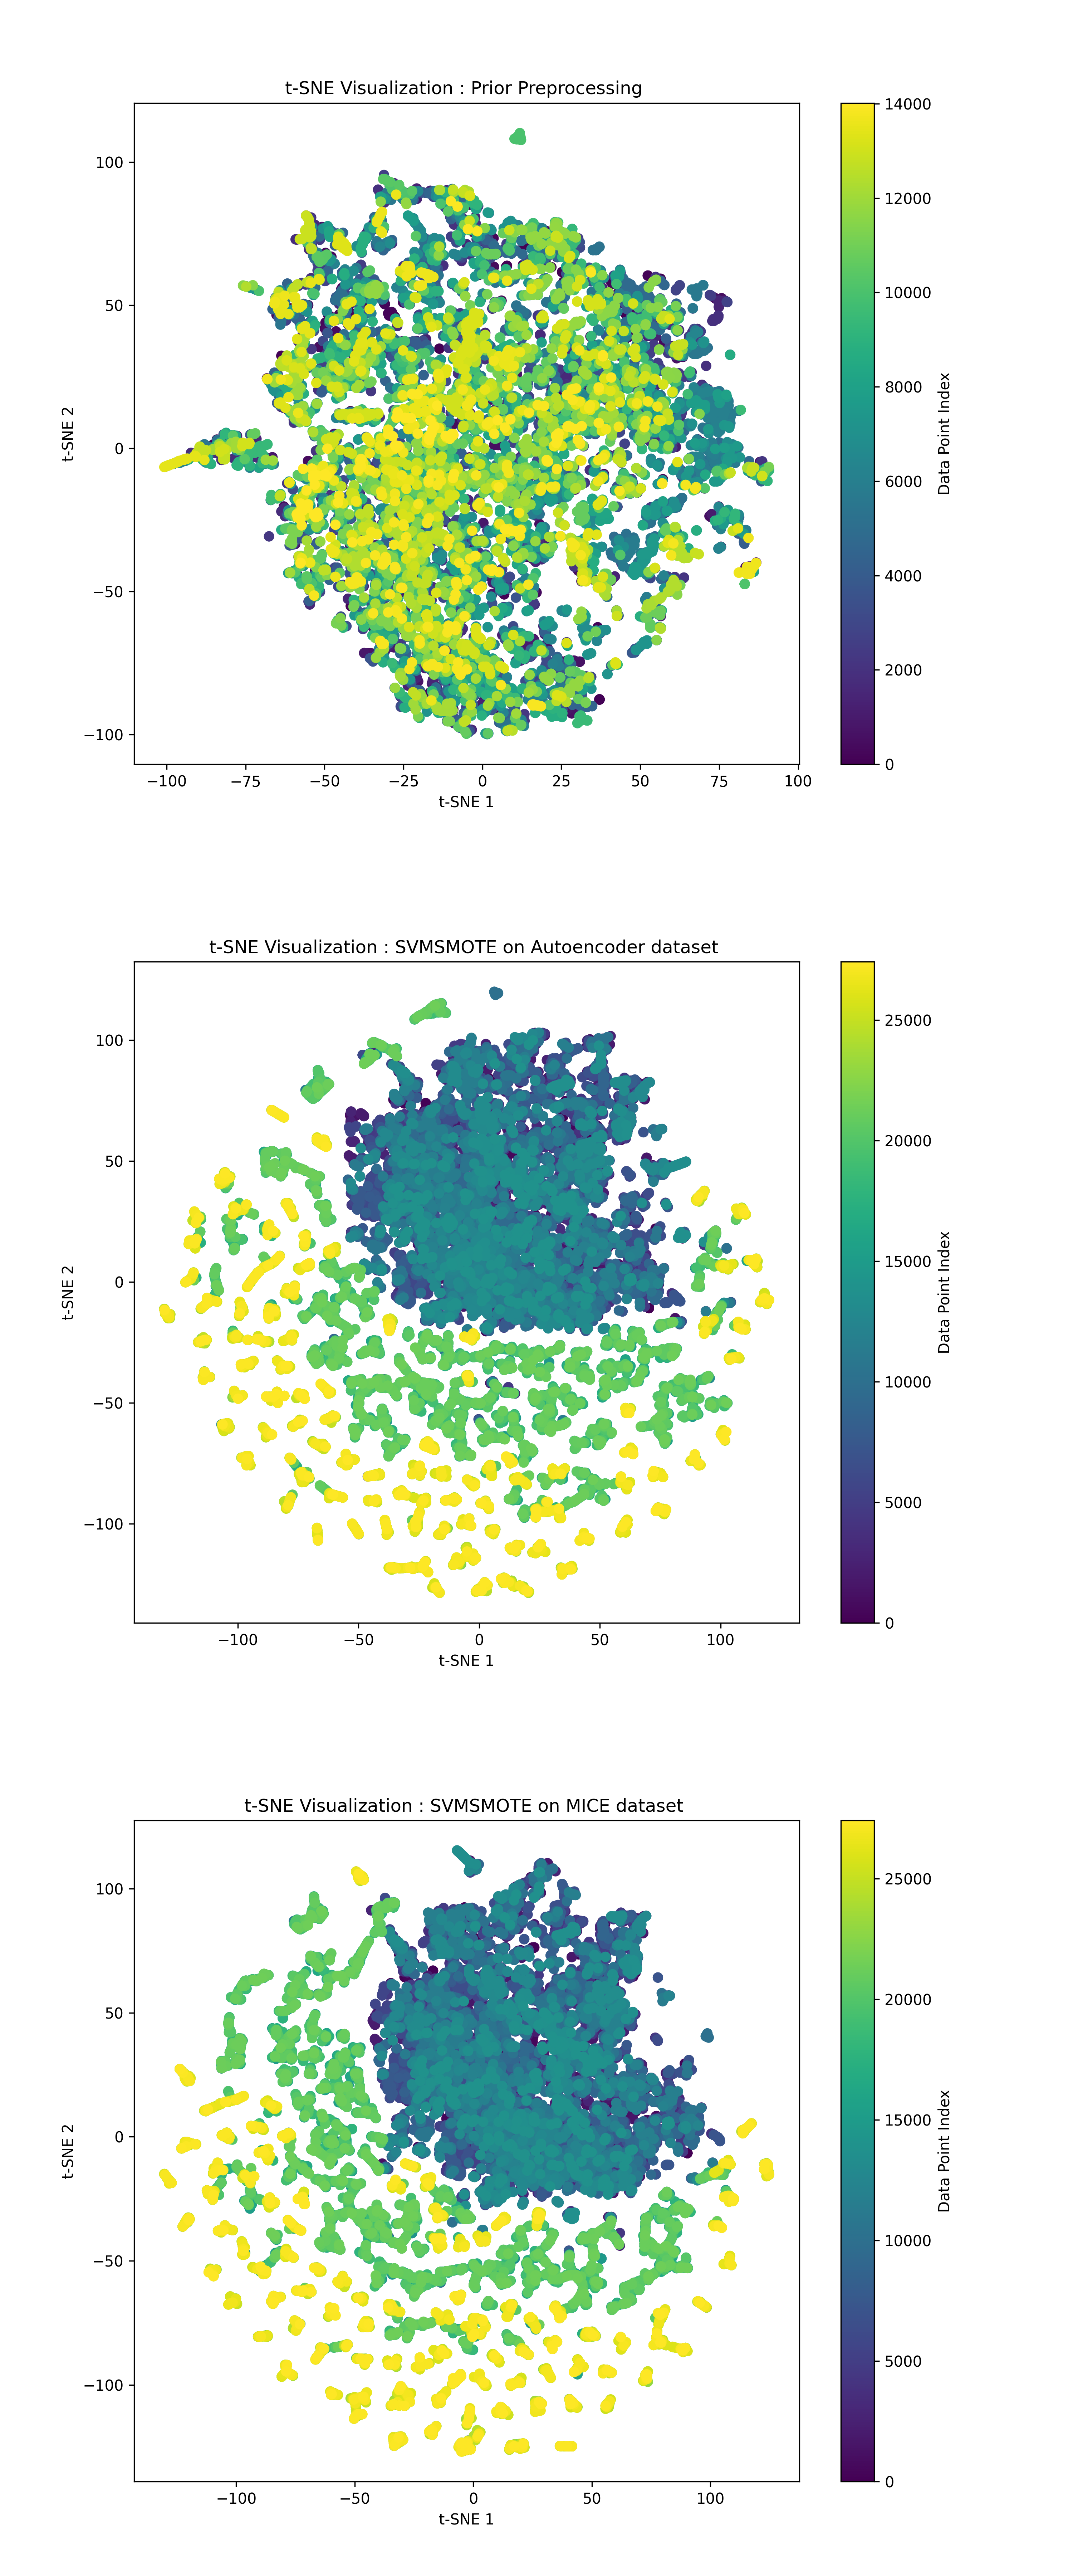 t-SNE Visualization : Prior Preprocessing
100
50
0
−50
−100
t-SNE 2
−100 −75 −50 −25 0 25 50 75 100
t-SNE 1
14000
12000
10000
8000
6000
4000
2000
0
Data Point Index
t-SNE Visualization : SVMSMOTE on Autoencoder dataset
100
50
0
−50
−100
t-SNE 2
−100 −50 0 50 100
t-SNE 1
25000
20000
15000
10000
5000
0
Data Point Index
t-SNE Visualization : SVMSMOTE on MICE dataset
100
50
0
−50
−100
t-SNE 2
−100 −50 0 50 100
t-SNE 1
25000
20000
15000
10000
5000
0
Data Point Index